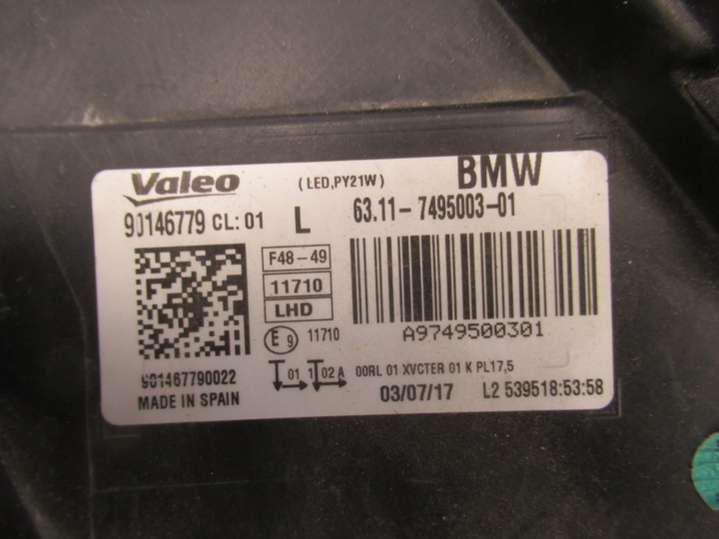 Valeo (LED,PY21W) BMW
90146779 CL: 01 L 63.11-7495003-01
F48-49
11710
LHD
A9749500301
E 9 11710
901467790022 01 1 02 A 00RL 01 XVCTER 01 K PL17,5
MADE IN SPAIN 03/07/17 L2 539518:53:58